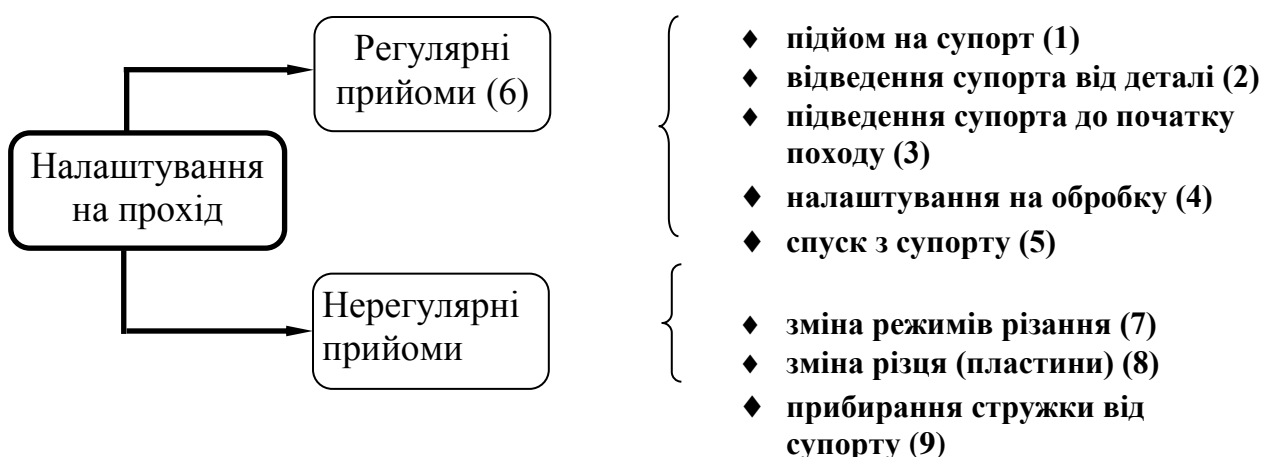 Налаштування
на прохід
Регулярні
прийоми (6)
♦ підйом на супорт (1)
♦ відведення супорта від деталі (2)
♦ підведення супорта до початку
походу (3)
♦ налаштування на обробку (4)
♦ спуск з супорту (5)
Нерегулярні
прийоми
♦ зміна режимів різання (7)
♦ зміна різця (пластини) (8)
♦ прибирання стружки від
супорту (9)